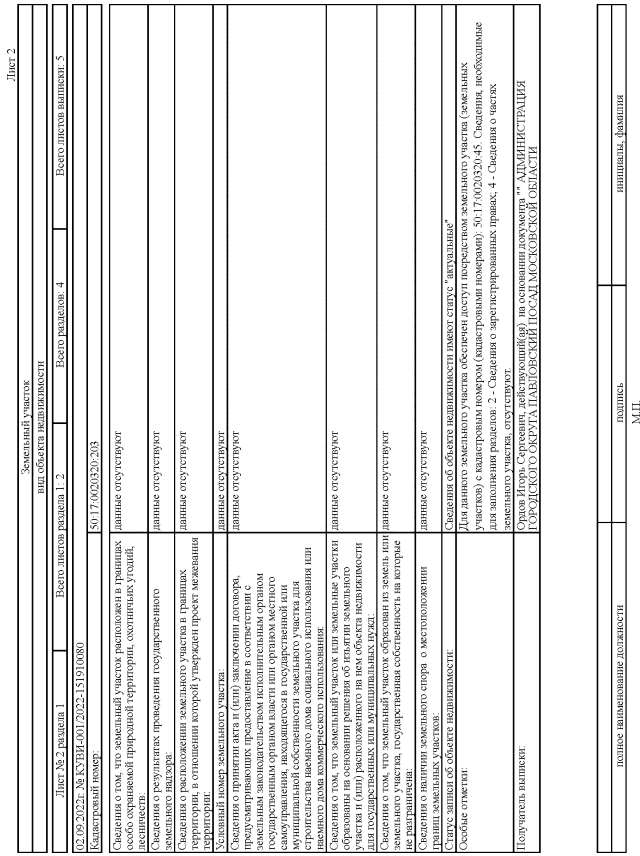 Лист 2
Земельный участок
вид объекта недвижимости
Лист № 2 раздела 1
Всего листов раздела 1: 2
Всего разделов: 4
Всего листов выписки: 5
02.09.2022г. № КУВИ-001/2022-151910080
Кадастровый номер:
50:17:0020320:203
Сведения о том, что земельный участок расположен в границах
особо охраняемой природной территории, охотничьих угодий,
лесничеств:
данные отсутствуют
Сведения о результатах проведения государственного
земельного надзора:
данные отсутствуют
Сведения о расположении земельного участка в границах
территории, в отношении которой утвержден проект межевания
территории:
данные отсутствуют
Условный номер земельного участка:
данные отсутствуют
Сведения о принятии акта и (или) заключении договора,
предусматривающих предоставление в соответствии с
земельным законодательством исполнительным органом
государственным органом власти или органом местного
самоуправления, находящегося в государственной или
муниципальной собственности земельного участка для
строительства наемного дома социального использования или
наемного дома коммерческого использования:
данные отсутствуют
Сведения о том, что земельный участок или земельные участки
образованы на основании решения об изъятии земельного
участка и (или) расположенного на нем объекта недвижимости
для государственных или муниципальных нужд:
данные отсутствуют
Сведения о том, что земельный участок образован из земель или
земельного участка, государственная собственность на которые
не разграничена:
данные отсутствуют
Сведения о наличии земельного спора о местоположении
границ земельных участков:
данные отсутствуют
Статус записи об объекте недвижимости:
Сведения об объекте недвижимости имеют статус "актуальные"
Особые отметки:
Для данного земельного участка обеспечен доступ посредством земельного участка (земельных
участков) с кадастровым номером (кадастровыми номерами): 50:17:0020320:45. Сведения, необходимые
для заполнения разделов: 2 - Сведения о зарегистрированных правах; 4 - Сведения о частях
земельного участка, отсутствуют.
Получатель выписки:
Ордов Игорь Сергеевич, действующий(ая) на основании документа "" АДМИНИСТРАЦИЯ
ГОРОДСКОГО ОКРУГА ПАВЛОВСКИЙ ПОСАД МОСКОВСКОЙ ОБЛАСТИ
полное наименование должности
подпись
инициалы, фамилия
М.П.